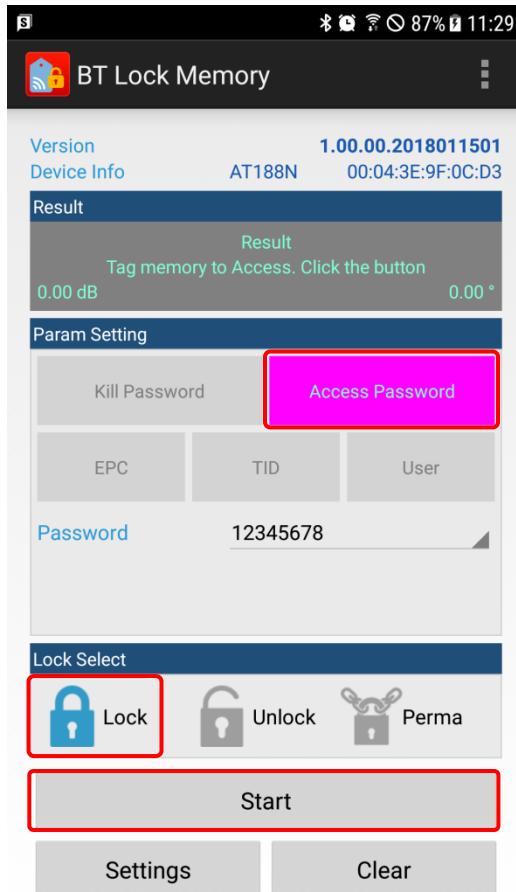 S 87% 11:29
BT Lock Memory
Version 1.00.00.2018011501
Device Info AT188N 00:04:3E:9F:0C:D3
Result
Result
Tag memory to Access. Click the button
0.00 dB 0.00 °
Param Setting
Kill Password Access Password
EPC TID User
Password 12345678
Lock Select
Lock Unlock Perma
Start
Settings Clear